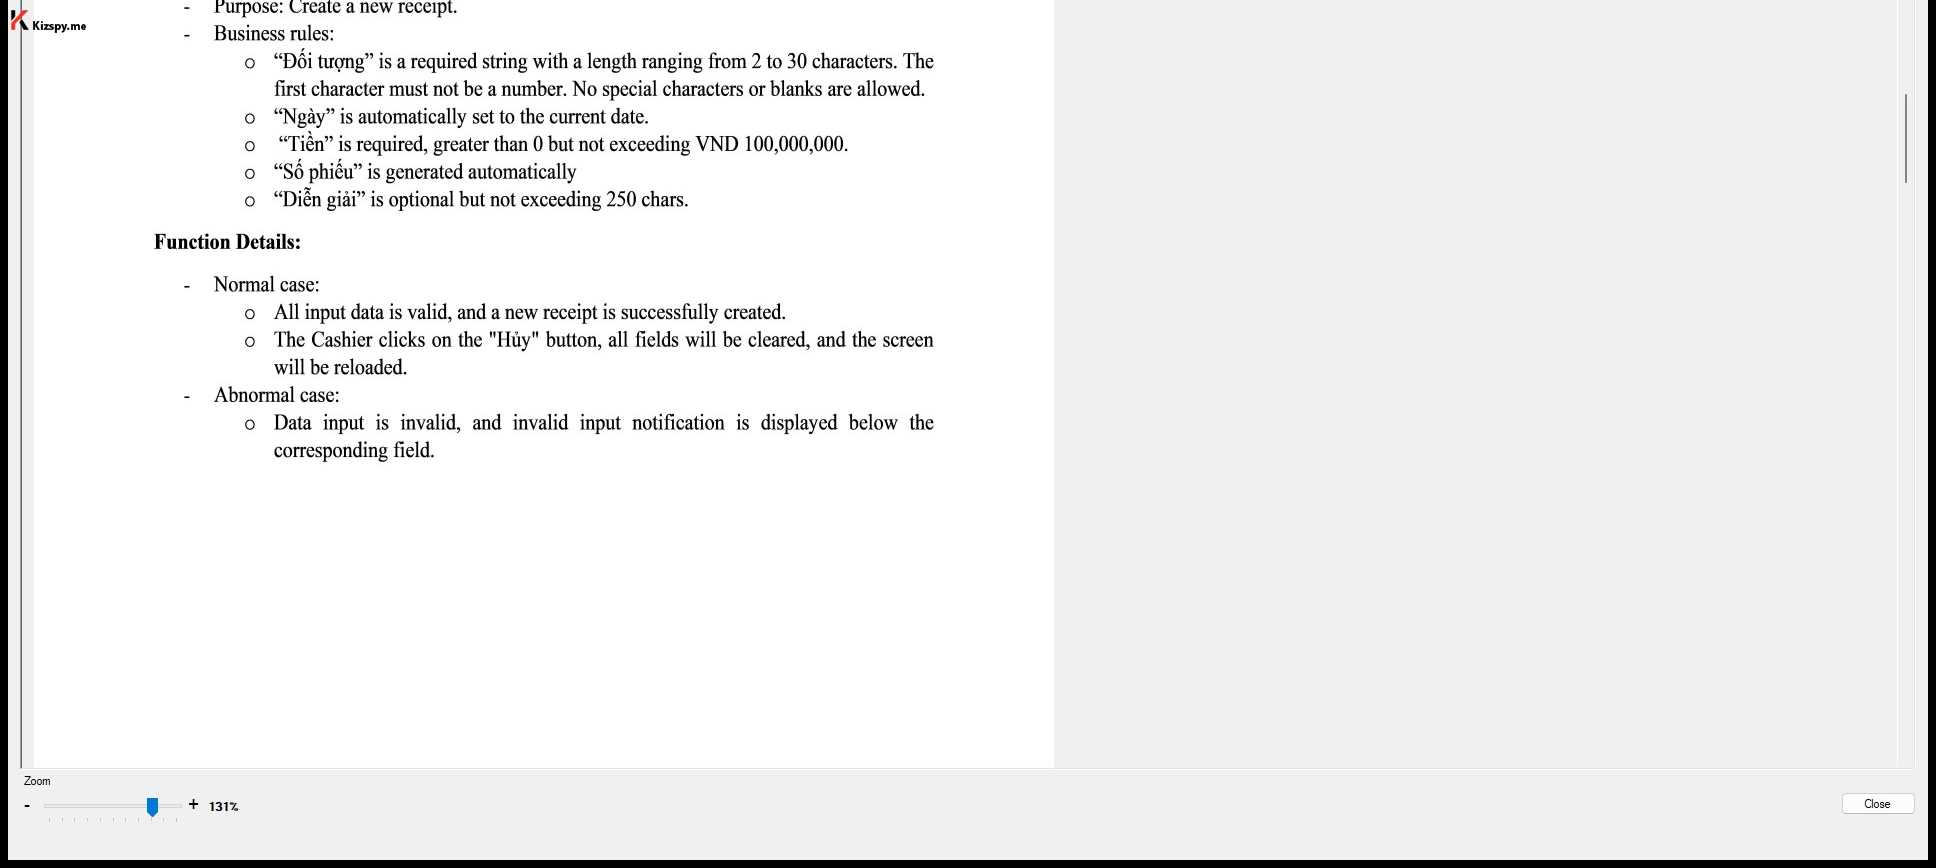 Kizspy.me
- Purpose: Create a new receipt.
- Business rules:
o “Đối tượng” is a required string with a length ranging from 2 to 30 characters. The
first character must not be a number. No special characters or blanks are allowed.
o “Ngày” is automatically set to the current date.
o “Tiền” is required, greater than 0 but not exceeding VND 100,000,000.
o “Số phiếu” is generated automatically
o “Diễn giải” is optional but not exceeding 250 chars.
Function Details:
- Normal case:
o All input data is valid, and a new receipt is successfully created.
o The Cashier clicks on the "Hủy" button, all fields will be cleared, and the screen
will be reloaded.
- Abnormal case:
o Data input is invalid, and invalid input notification is displayed below the
corresponding field.
Zoom
- + 131%
Close